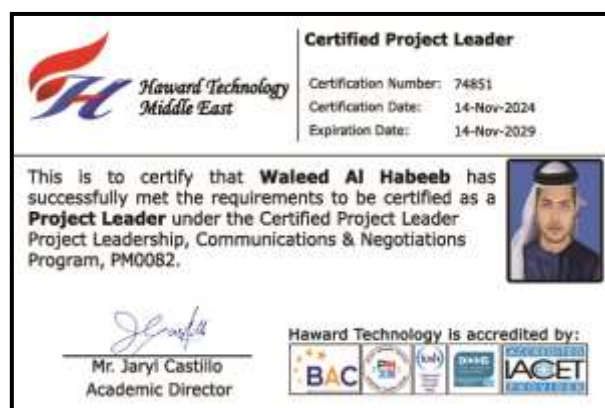 Haward Technology
Middle East
Certified Project Leader
Certification Number: 74851
Certification Date: 14-Nov-2024
Expiration Date: 14-Nov-2029
This is to certify that Waleed Al Habeeb has
successfully met the requirements to be certified as a
Project Leader under the Certified Project Leader
Project Leadership, Communications & Negotiations
Program, PM0082.
Mr. Jaryl Castillo
Academic Director
Haward Technology is accredited by:
BAC
ACCREDITED
IACET
PROVIDER